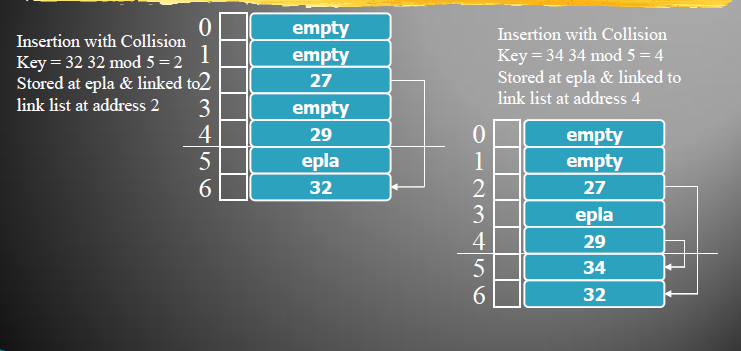 Insertion with Collision
Key = 32 32 mod 5 = 2
Stored at epla & linked to
link list at address 2
0 empty
1 empty
2 27
3 empty
4 29
5 epla
6 32
Insertion with Collision
Key = 34 34 mod 5 = 4
Stored at epla & linked to
link list at address 4
0 empty
1 empty
2 27
3 epla
4 29
5 34
6 32